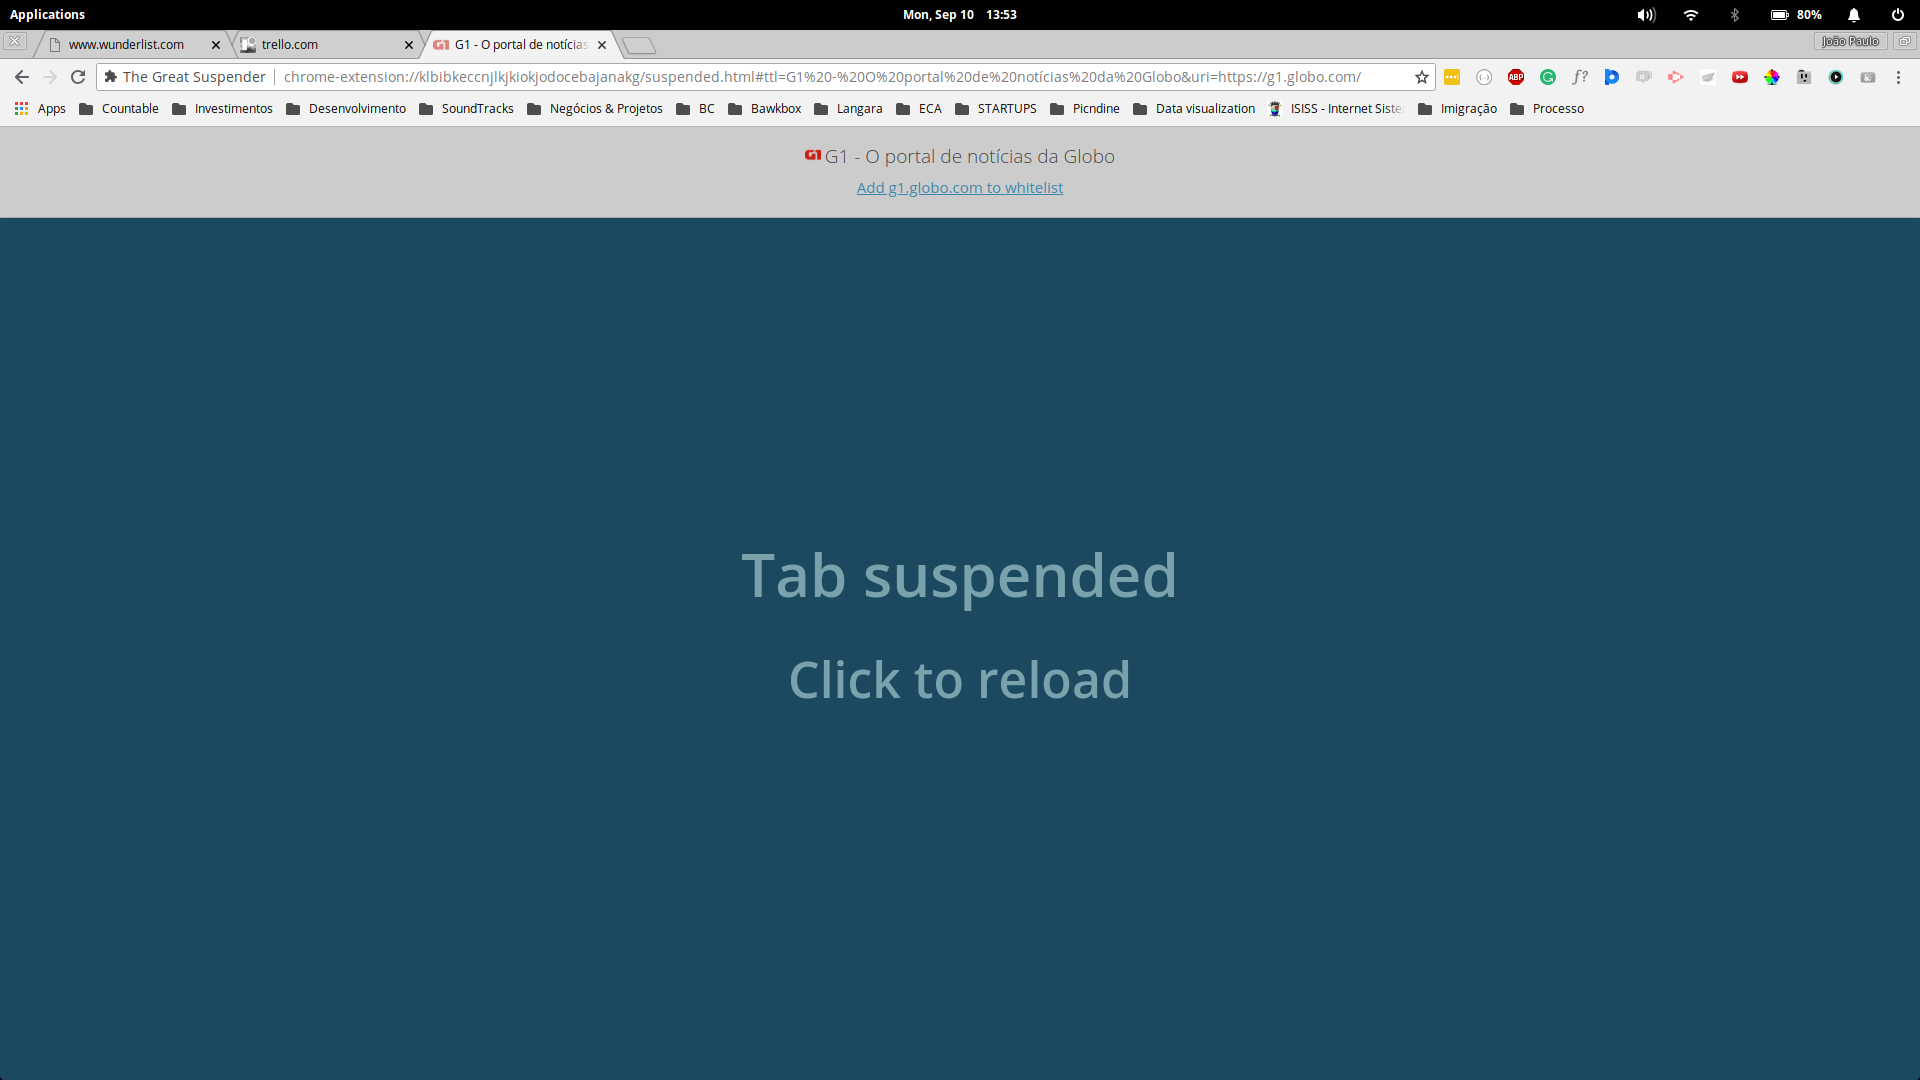 Applications
Mon, Sep 10 13:53
80%
www.wunderlist.com
trello.com
G1 - O portal de notícias
João Paulo
The Great Suspender
chrome-extension://klbibkeccnjlkjkiokjodocebajanakg/suspended.html#ttl=G1%20-%20O%20portal%20de%20notícias%20da%20Globo&uri=https://g1.globo.com/
ABP
f?
Apps
Countable
Investimentos
Desenvolvimento
SoundTracks
Negócios & Projetos
BC
Bawkbox
Langara
ECA
STARTUPS
Picndine
Data visualization
ISISS - Internet Siste
Imigração
Processo
G1 - O portal de notícias da Globo
Add g1.globo.com to whitelist
Tab suspended
Click to reload